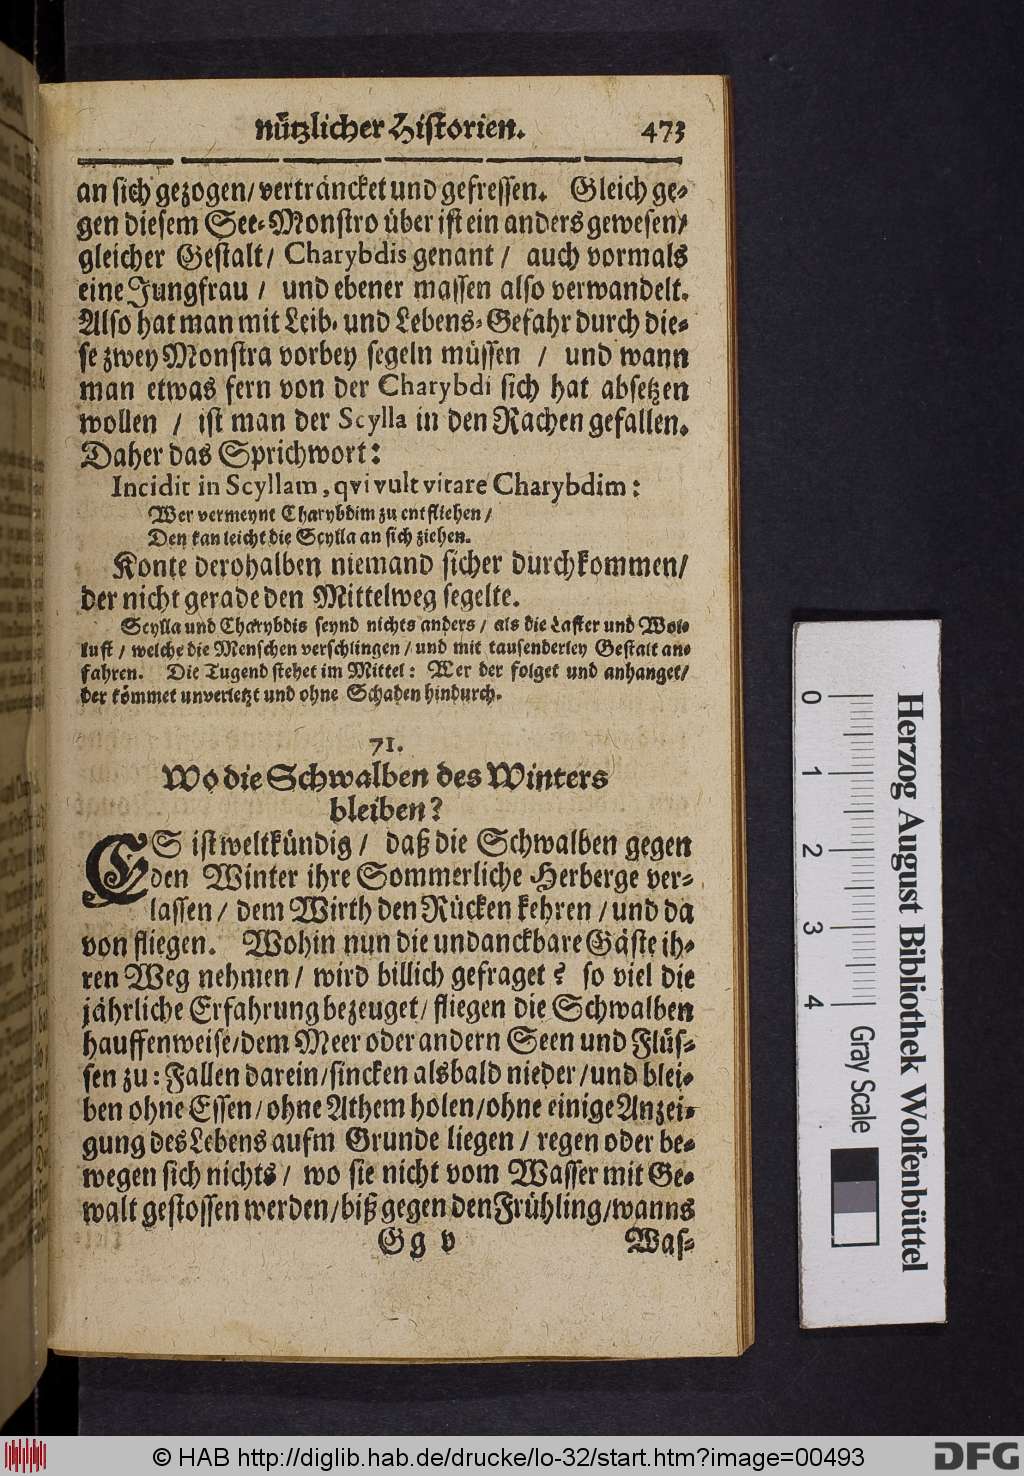 nützlicher Historien. 473
an sich gezogen/ verträncket und gefressen. Gleich ge-
gen diesem See-Monstro über ist ein anders gewesen/
gleicher Gestalt/ Charybdis genant/ auch vormals
eine Jungfrau/ und ebener massen also verwandelt.
Also hat man mit Leib- und Lebens-Gefahr durch die-
se zwey Monstra vorbey segeln müssen/ und wann
man etwas fern von der Charybdi sich hat absetzen
wollen/ ist man der Scylla in den Rachen gefallen.
Daher das Sprichwort:
Incidit in Scyllam, qvi vult vitare Charybdim:
Wer vermeynt Charybdim zu entfliehen/
Den kan leicht die Scylla an sich ziehen.
Konte derohalben niemand sicher durchkommen/
der nicht gerade den Mittelweg segelte.
Scylla und Charybdis seynd nichts anders/ als die Laster und Wol-
lust/ welche die Menschen verschlingen/ und mit tausenderley Gestalt an-
fahren. Die Tugend stehet im Mittel: Wer der folget und anhanget/
der kömmet unverletzt und ohne Schaden hindurch.
71.
Wo die Schwalben des Winters
bleiben?
ES ist weltkündig/ daß die Schwalben gegen
den Winter ihre Sommerliche Herberge ver-
lassen/ dem Wirth den Rücken kehren/ und da
von fliegen. Wohin nun die undanckbare Gäste ih-
ren Weg nehmen/ wird billich gefraget? so viel die
jährliche Erfahrung bezeuget/ fliegen die Schwalben
hauffenweise/ dem Meer oder andern Seen und Flüs-
sen zu: Fallen darein/ sincken alsbald nieder/ und blei-
ben ohne Essen/ ohne Athem holen/ ohne einige Anzei-
gung des Lebens aufm Grunde liegen/ regen oder be-
wegen sich nichts/ wo sie nicht vom Wasser mit Ge-
walt gestossen werden/ biß gegen den Frühling/ wanns
Gg v Was-
0 1 2 3 4
Gray Scale
Herzog August Bibliothek Wolfenbüttel
© HAB http://diglib.hab.de/drucke/lo-32/start.htm?image=00493
DFG